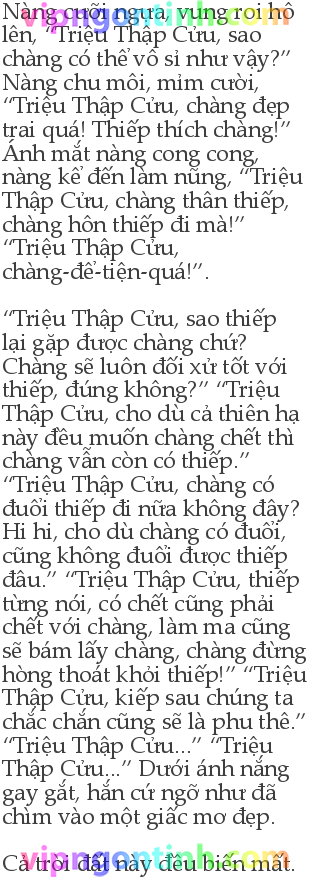 Nàng cưỡi ngựa, vung roi hô
lên, “Triệu Thập Cửu, sao
chàng có thể vô sỉ như vậy?”
Nàng chu môi, mỉm cười,
“Triệu Thập Cửu, chàng đẹp
trai quá! Thiếp thích chàng!”
Ánh mắt nàng cong cong,
nàng kể đến làm nũng, “Triệu
Thập Cửu, chàng thân thiếp,
chàng hôn thiếp đi mà!”
“Triệu Thập Cửu,
chàng-để-tiện-quá!”.
“Triệu Thập Cửu, sao thiếp
lại gặp được chàng chứ?
Chàng sẽ luôn đối xử tốt với
thiếp, đúng không?” “Triệu
Thập Cửu, cho dù cả thiên hạ
này đều muốn chàng chết thì
chàng vẫn còn có thiếp.”
“Triệu Thập Cửu, chàng có
đuổi thiếp đi nữa không đây?
Hi hi, cho dù chàng có đuổi,
cũng không đuổi được thiếp
đâu.” “Triệu Thập Cửu, thiếp
từng nói, có chết cũng phải
chết với chàng, làm ma cũng
sẽ bám lấy chàng, chàng đừng
hòng thoát khỏi thiếp!” “Triệu
Thập Cửu, kiếp sau chúng ta
chắc chắn cũng sẽ là phu thê.”
“Triệu Thập Cửu...” “Triệu
Thập Cửu...” Dưới ánh nắng
gay gắt, hắn cứ ngỡ như đã
chìm vào một giấc mơ đẹp.
Cả trời đất này đều biến mất.
vipngontinh.com
vipngontinh.com